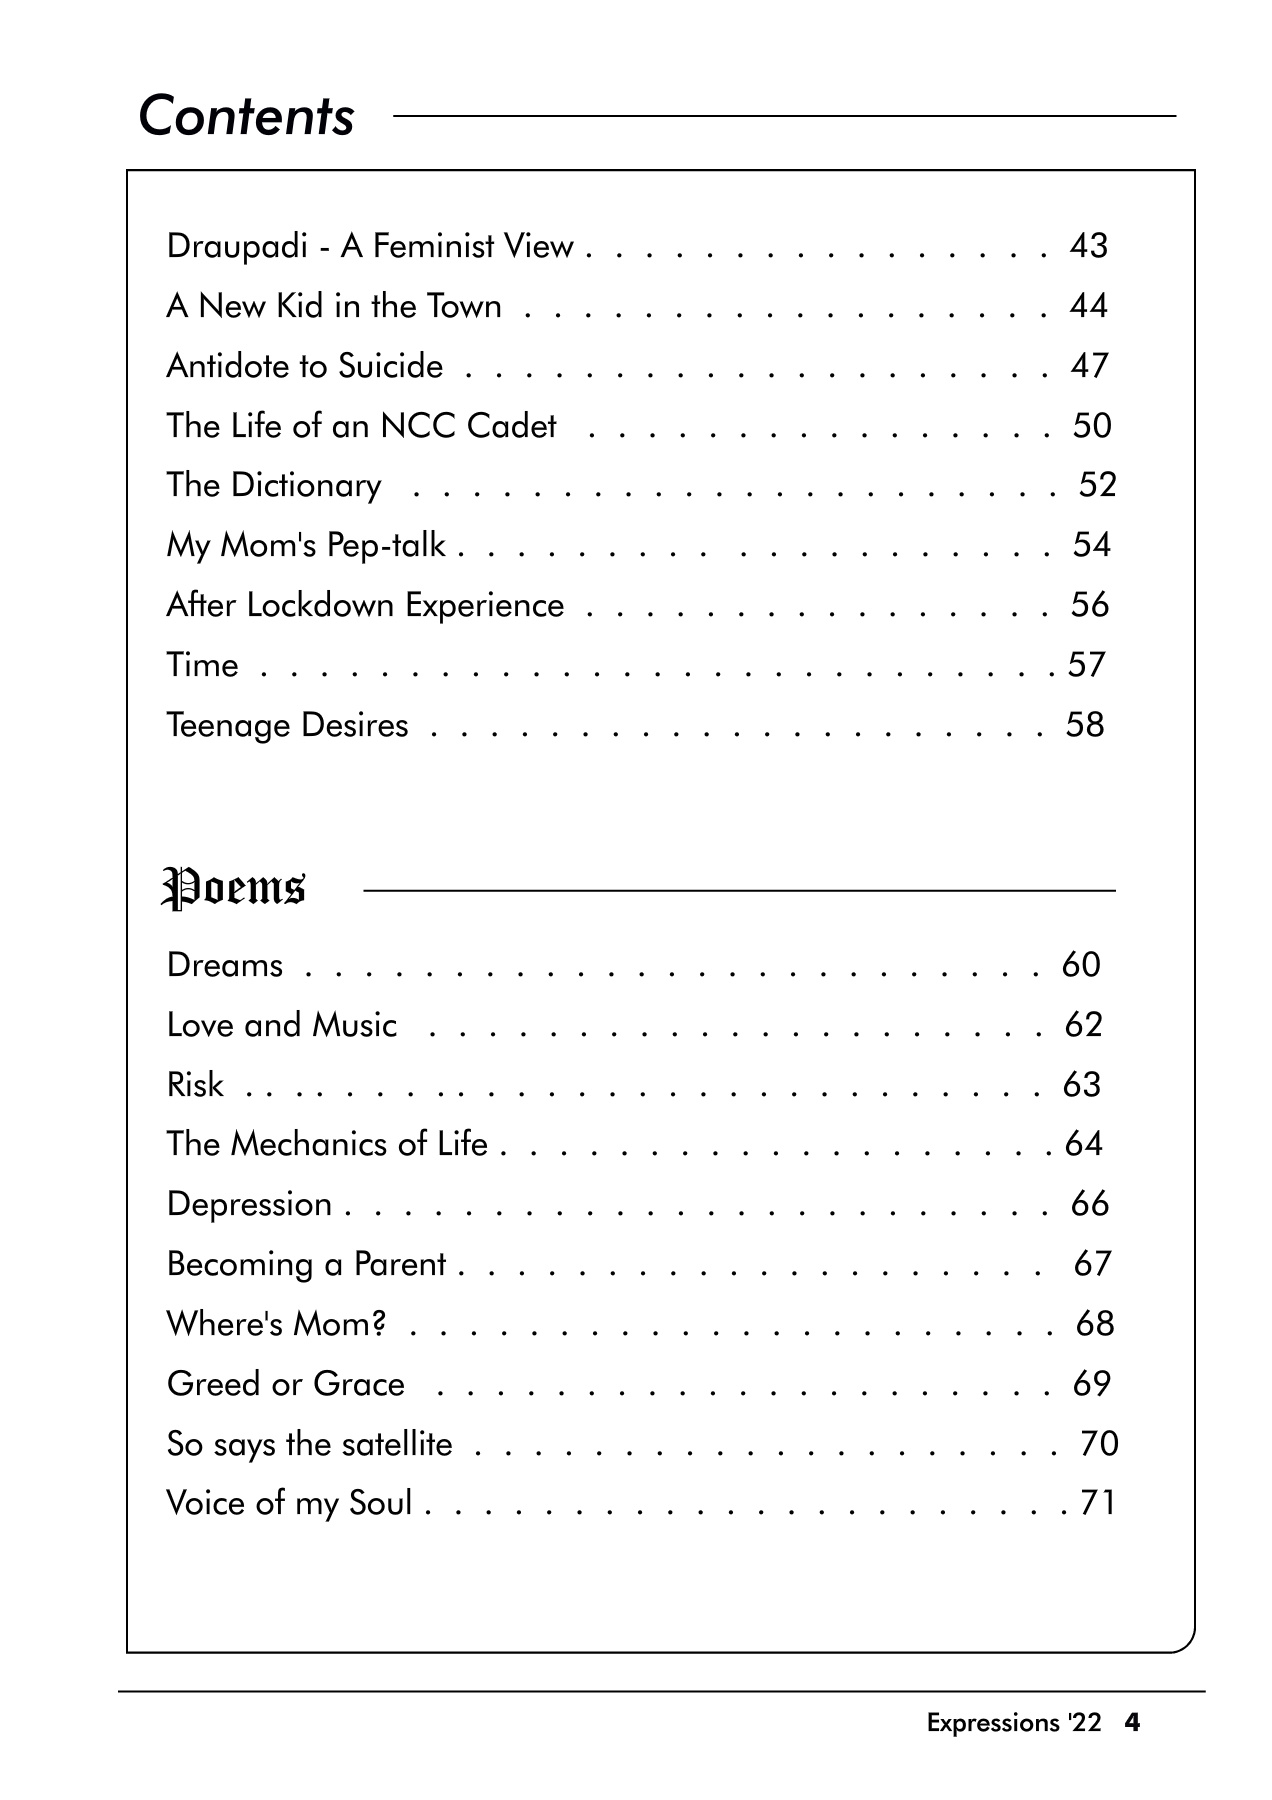 Contents
Draupadi - A Feminist View . . . . . . . . . . . . . . . . 43
A New Kid in the Town . . . . . . . . . . . . . . . . . . 44
Antidote to Suicide . . . . . . . . . . . . . . . . . . . . 47
The Life of an NCC Cadet . . . . . . . . . . . . . . . . 50
The Dictionary . . . . . . . . . . . . . . . . . . . . . . 52
My Mom's Pep-talk . . . . . . . . . . . . . . . . . . . . 54
After Lockdown Experience . . . . . . . . . . . . . . . . 56
Time . . . . . . . . . . . . . . . . . . . . . . . . . . . 57
Teenage Desires . . . . . . . . . . . . . . . . . . . . . 58
Poems
Dreams . . . . . . . . . . . . . . . . . . . . . . . . . 60
Love and Music . . . . . . . . . . . . . . . . . . . . . 62
Risk . . . . . . . . . . . . . . . . . . . . . . . . . . . . . 63
The Mechanics of Life . . . . . . . . . . . . . . . . . . . 64
Depression . . . . . . . . . . . . . . . . . . . . . . . . 66
Becoming a Parent . . . . . . . . . . . . . . . . . . . . 67
Where's Mom? . . . . . . . . . . . . . . . . . . . . . . 68
Greed or Grace . . . . . . . . . . . . . . . . . . . . . 69
So says the satellite . . . . . . . . . . . . . . . . . . . . 70
Voice of my Soul . . . . . . . . . . . . . . . . . . . . . . 71
Expressions '22 4